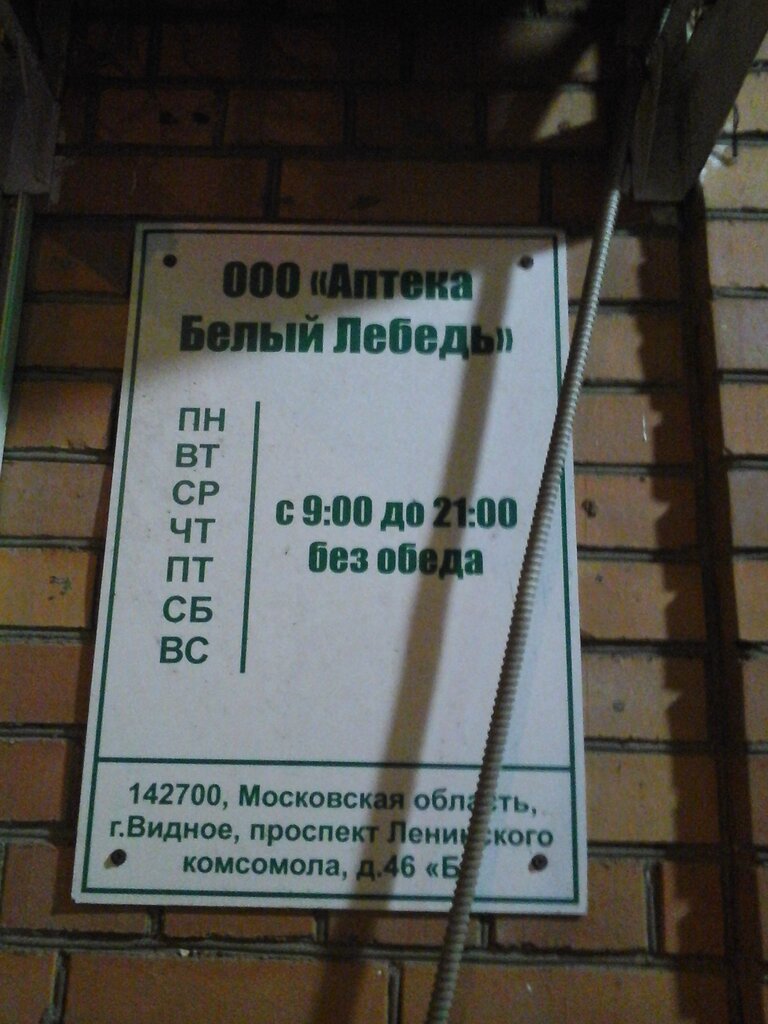 ООО «Аптека
Белый Лебедь»
ПН
ВТ
СР
ЧТ
ПТ
СБ
ВС
с 9:00 до 21:00
без обеда
142700, Московская область,
г.Видное, проспект Ленинского
комсомола, д.46 «Б»